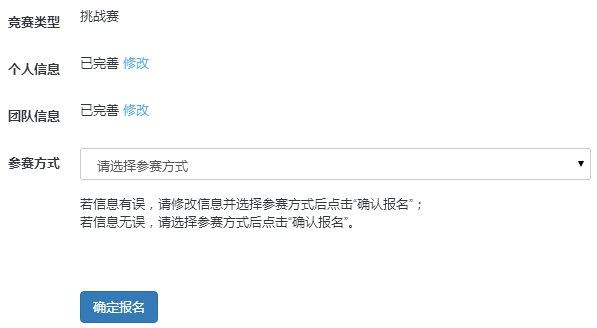 竞赛类型 挑战赛
个人信息 已完善 修改
团队信息 已完善 修改
参赛方式 请选择参赛方式
若信息有误，请修改信息并选择参赛方式后点击“确认报名”；
若信息无误，请选择参赛方式后点击“确认报名”。
确定报名